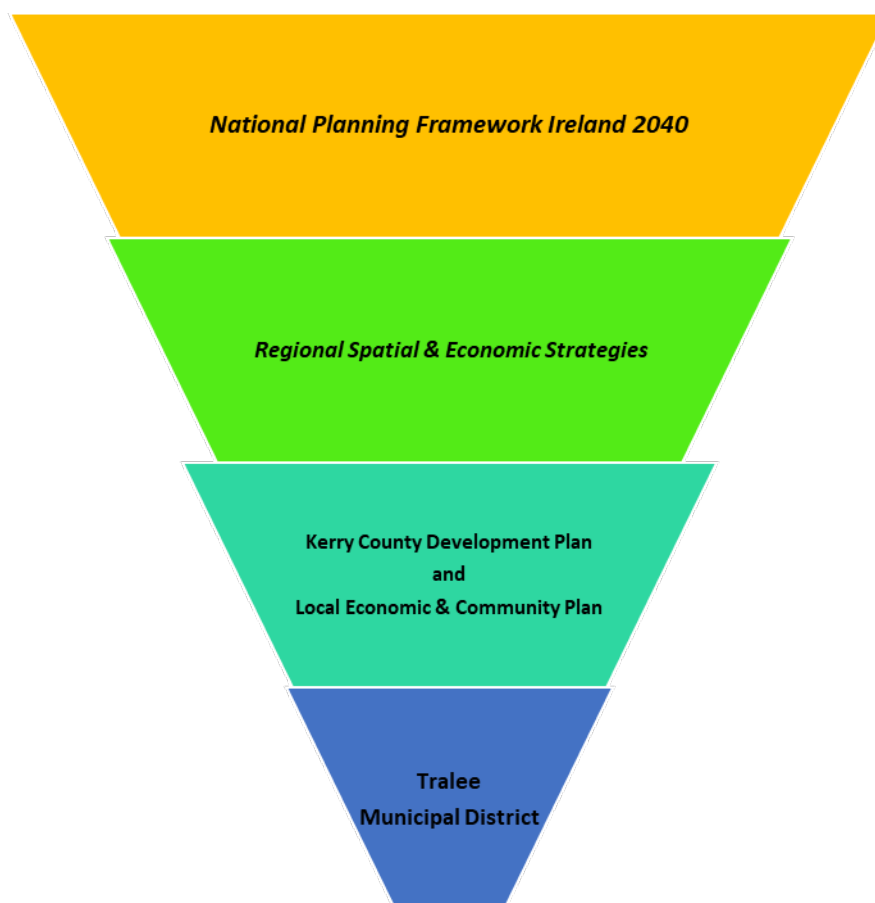 National Planning Framework Ireland 2040
Regional Spatial & Economic Strategies
Kerry County Development Plan
and
Local Economic & Community Plan
Tralee
Municipal District